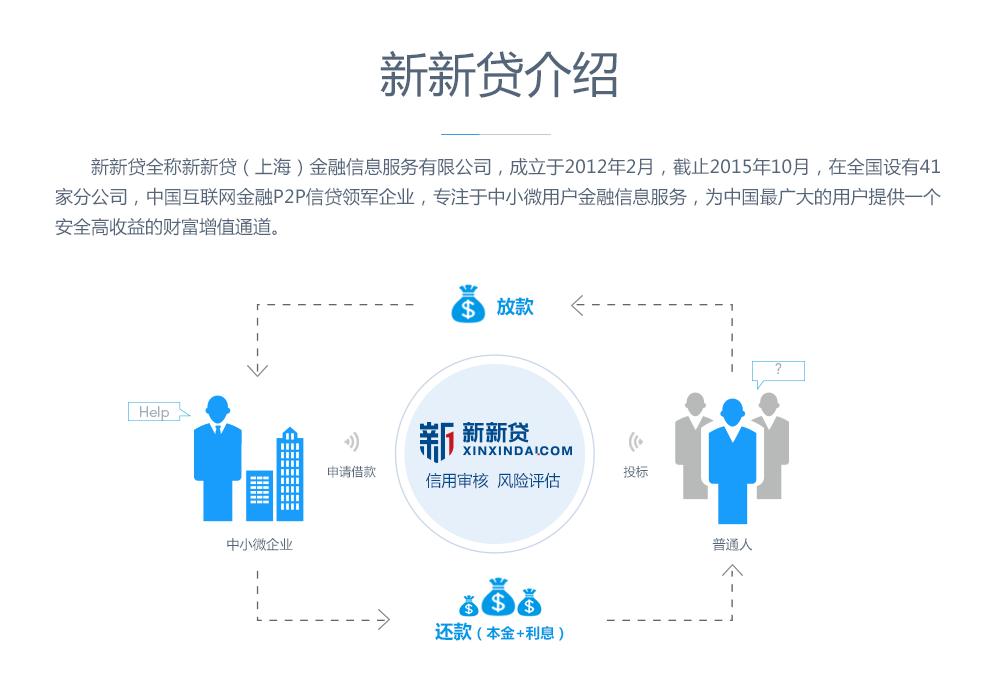 新新贷介绍
新新贷全称新新贷（上海）金融信息服务有限公司，成立于2012年2月，截止2015年10月，在全国设有41
家分公司，中国互联网金融P2P信贷领军企业，专注于中小微用户金融信息服务，为中国最广大的用户提供一个
安全高收益的财富增值通道。
$ 放款
?
Help
新1 新新贷
XINXINDAI.COM
申请借款
信用审核 风险评估
投标
中小微企业
普通人
$ $ $
还款（本金+利息）